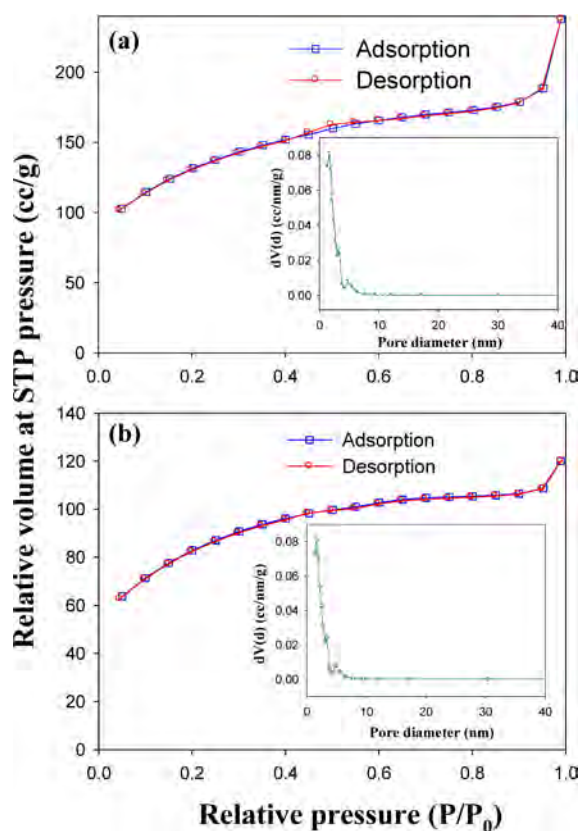 Relative volume at STP pressure (cc/g)
(a)
Adsorption
Desorption
200
150
100
50
0
0.0 0.2 0.4 0.6 0.8 1.0
dV(d) (cc/nm/g)
0.08
0.06
0.04
0.02
0.00
0 10 20 30 40
Pore diameter (nm)
(b)
Adsorption
Desorption
140
120
100
80
60
40
20
0
0.0 0.2 0.4 0.6 0.8 1.0
dV(d) (cc/nm/g)
0.08
0.06
0.04
0.02
0.00
0 10 20 30 40
Pore diameter (nm)
Relative pressure (P/P₀)